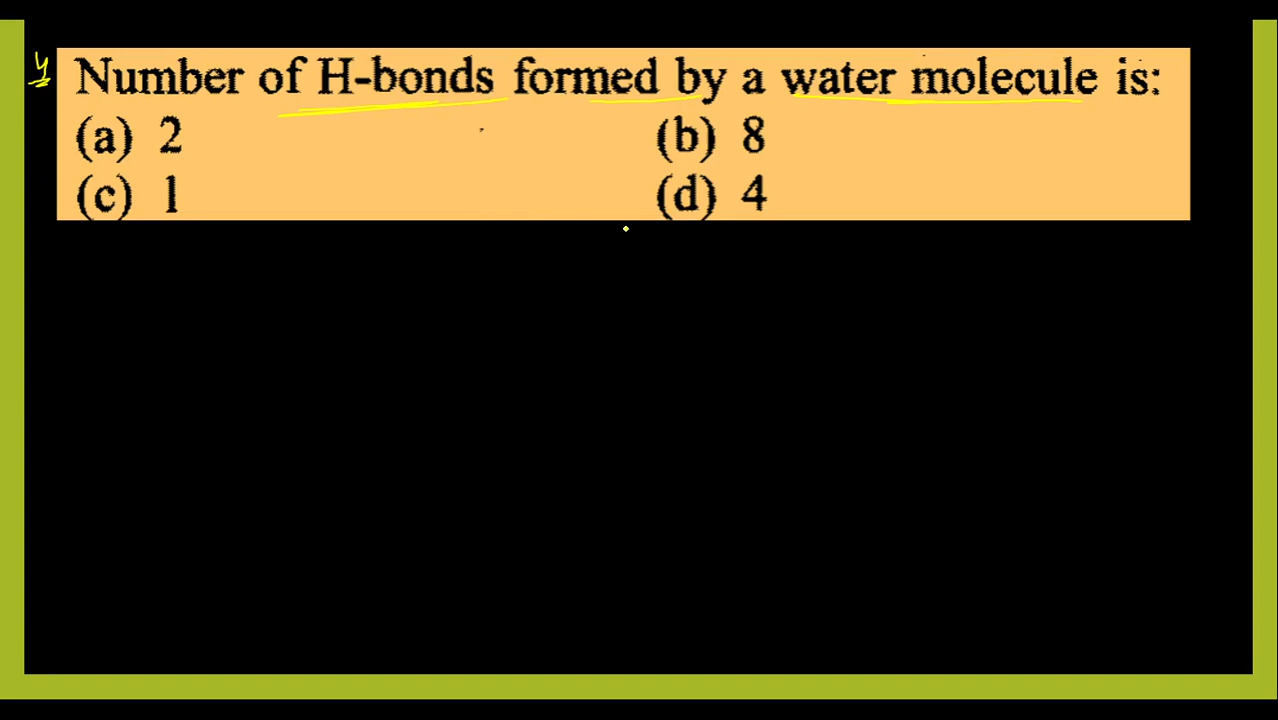 Number of H-bonds formed by a water molecule is:
(a) 2 (b) 8
(c) 1 (d) 4